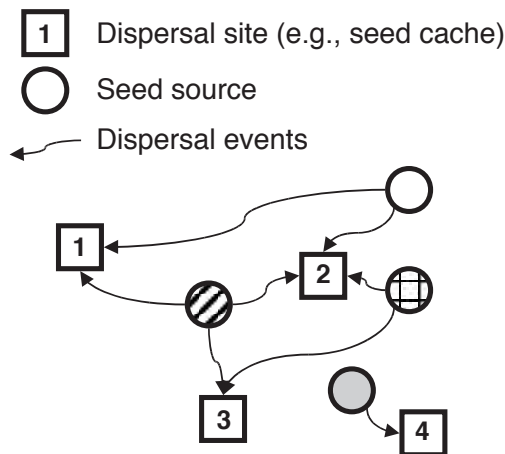 1 Dispersal site (e.g., seed cache)
Seed source
Dispersal events
1
2
3
4